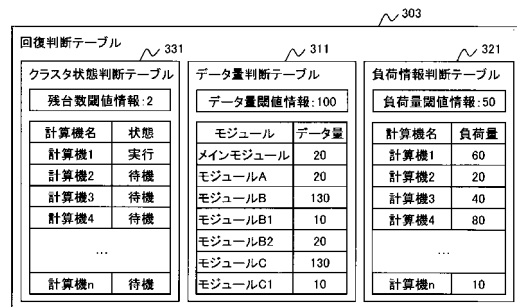 303
回復判断テーブル
331
クラスタ状態判断テーブル
残台数閾値情報:2
計算機名 状態
計算機1 実行
計算機2 待機
計算機3 待機
計算機4 待機
…
計算機n 待機
311
データ量判断テーブル
データ量閾値情報:100
モジュール データ量
メインモジュール 20
モジュールA 20
モジュールB 130
モジュールB1 10
モジュールB2 20
モジュールC 130
モジュールC1 10
321
負荷情報判断テーブル
負荷量閾値情報:50
計算機名 負荷量
計算機1 60
計算機2 20
計算機3 40
計算機4 80
…
計算機n 10